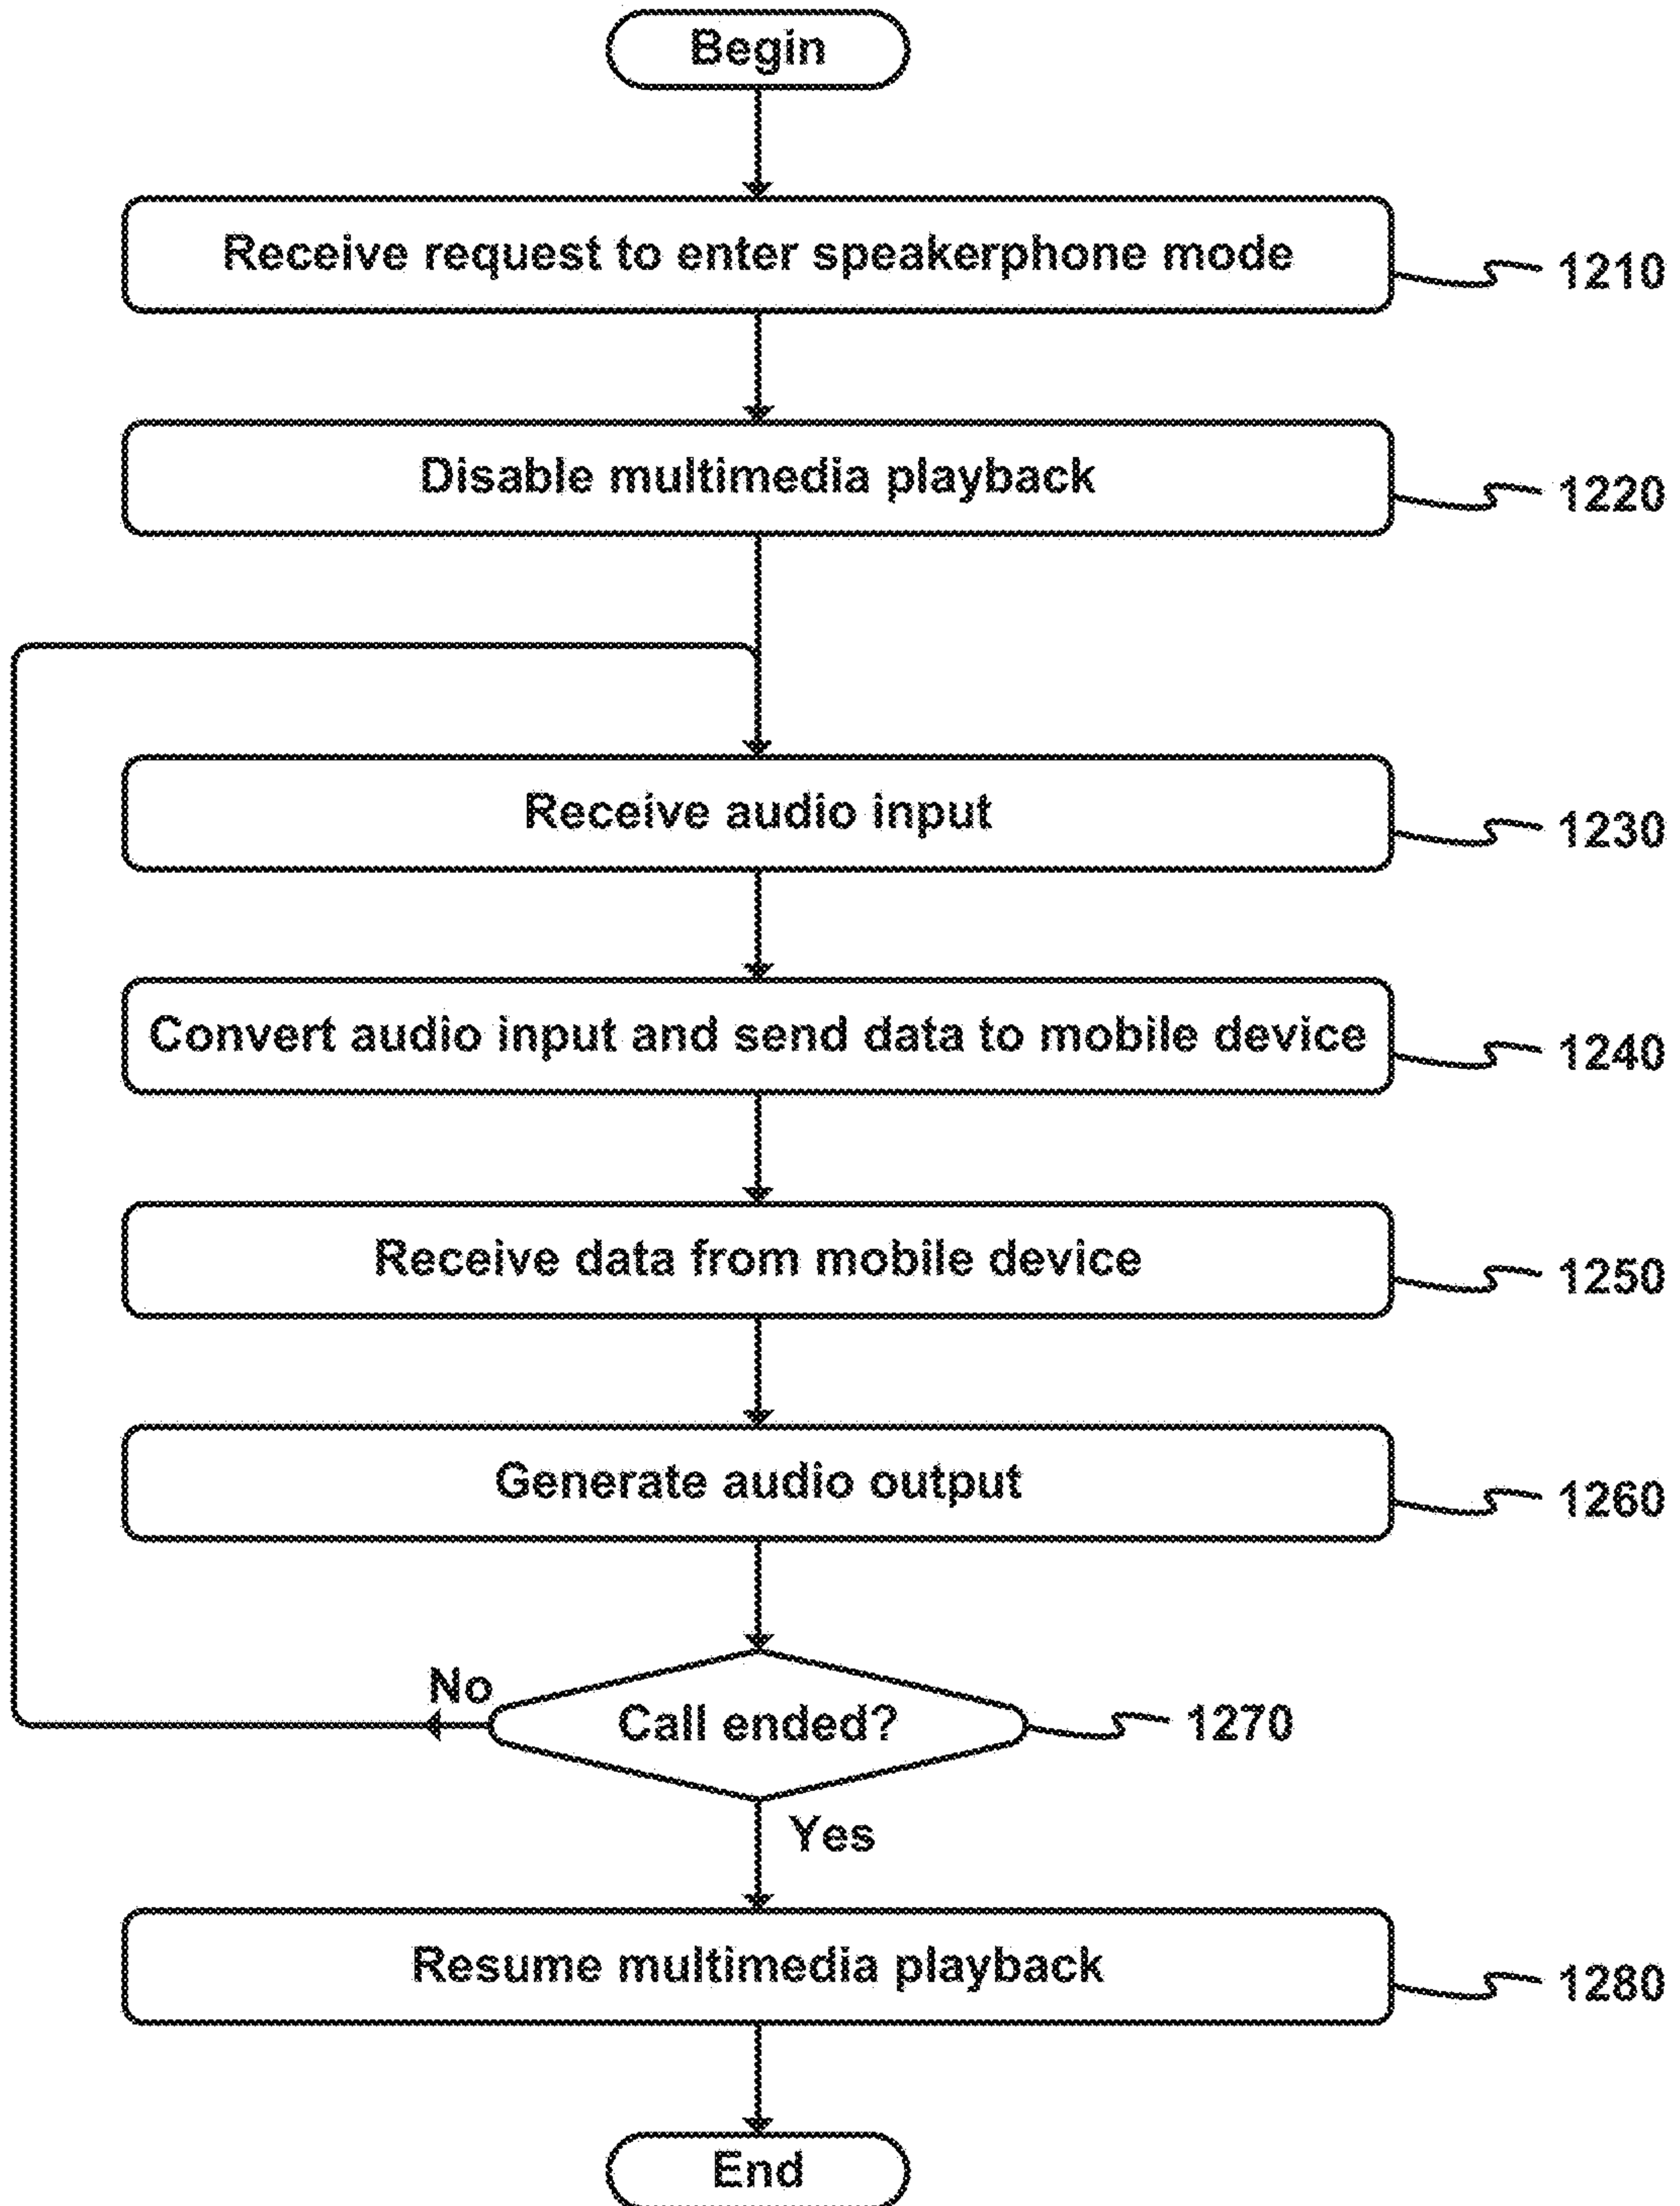 Begin
Receive request to enter speakerphone mode
1210
Disable multimedia playback
1220
Receive audio input
1230
Convert audio input and send data to mobile device
1240
Receive data from mobile device
1250
Generate audio output
1260
No
Call ended?
1270
Yes
Resume multimedia playback
1280
End